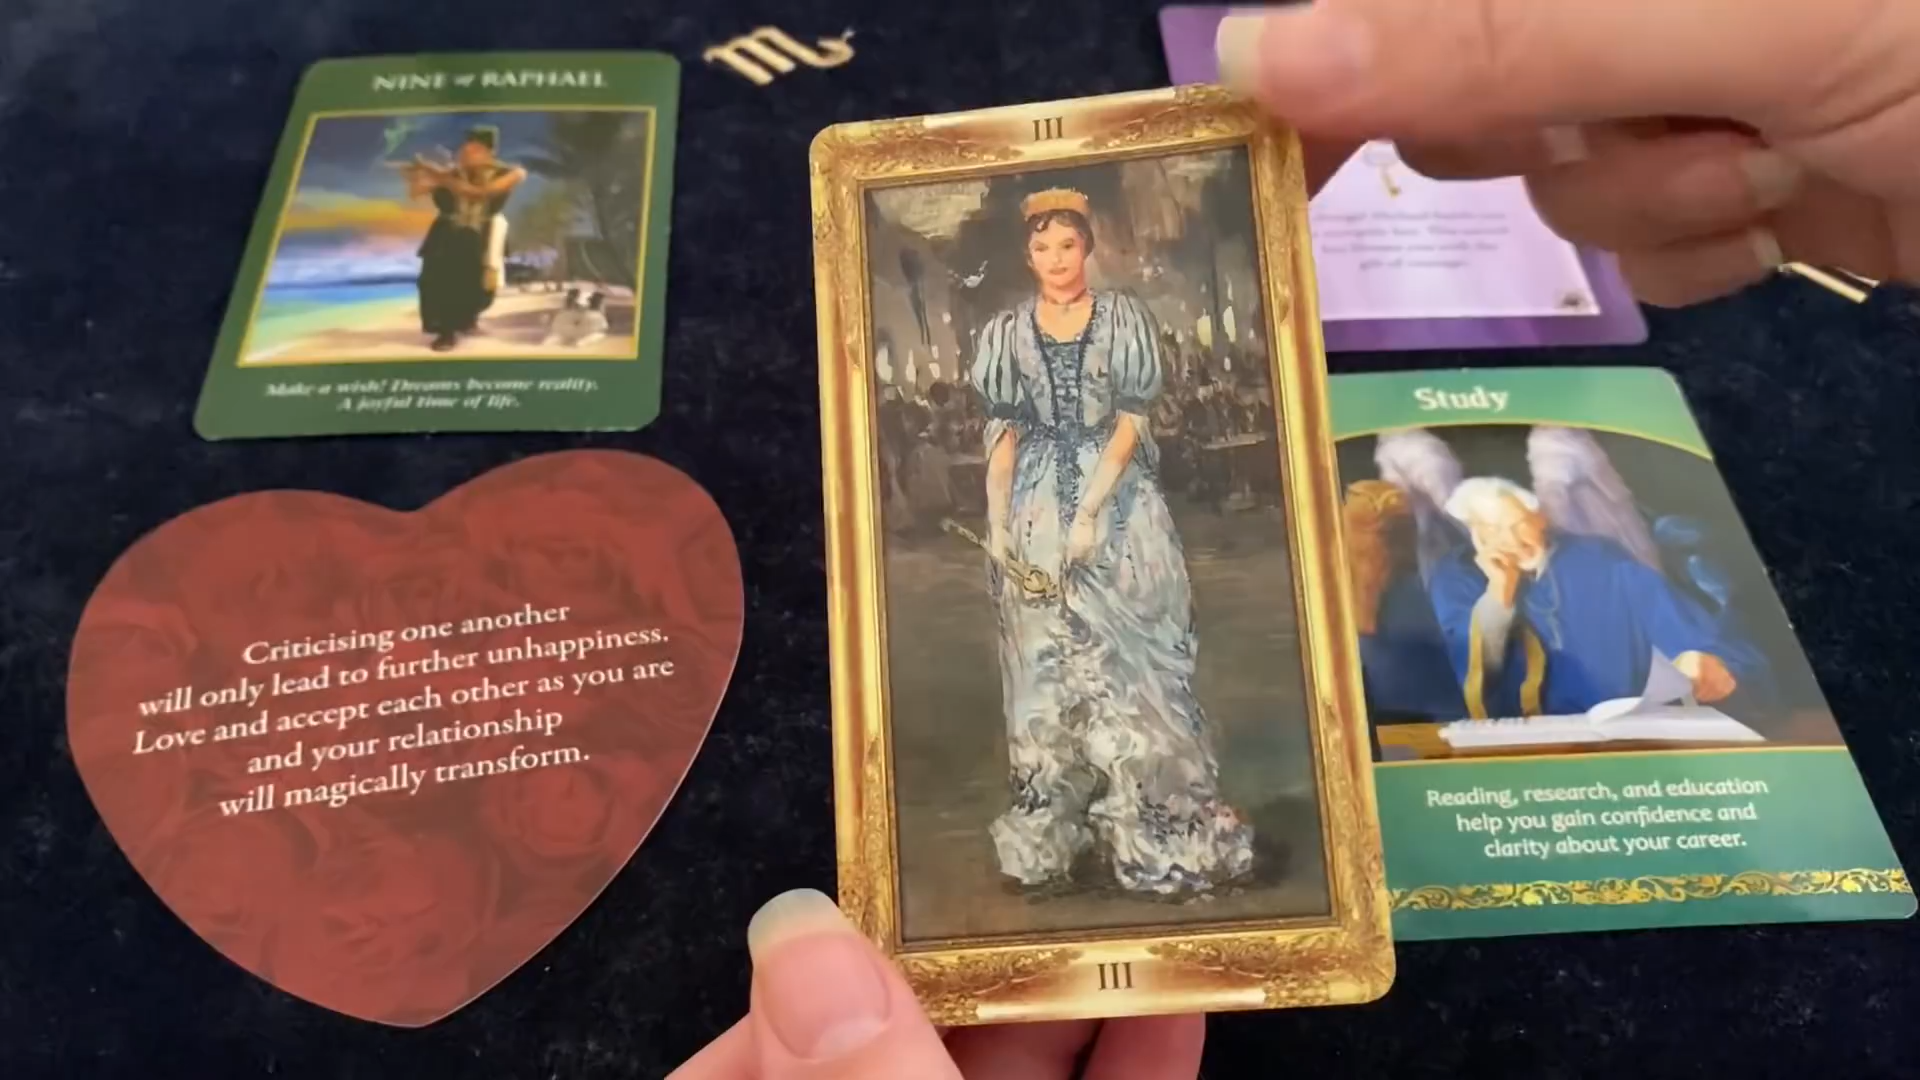 NINE of RAPHAEL
Make a wish! Dreams become reality.
A joyful time of life.
III
III
Criticising one another
will only lead to further unhappiness.
Love and accept each other as you are
and your relationship
will magically transform.
Study
Reading, research, and education
help you gain confidence and
clarity about your career.